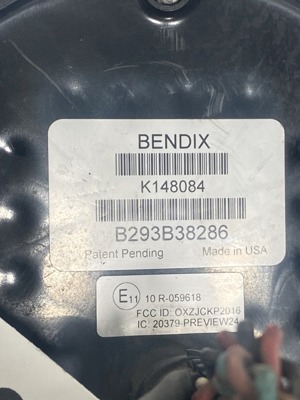 BENDIX
K148084
B293B38286
Patent Pending Made in USA
E11 10 R-059618
FCC ID: OXZJCKP2016
IC: 20379-PREVIEW24